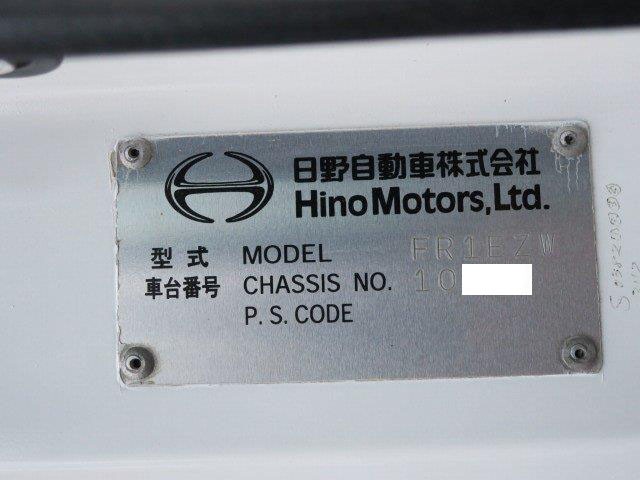 日野自動車株式会社
Hino Motors, Ltd.
型式 MODEL FR1EZW
車台番号 CHASSIS NO. 10
P. S. CODE